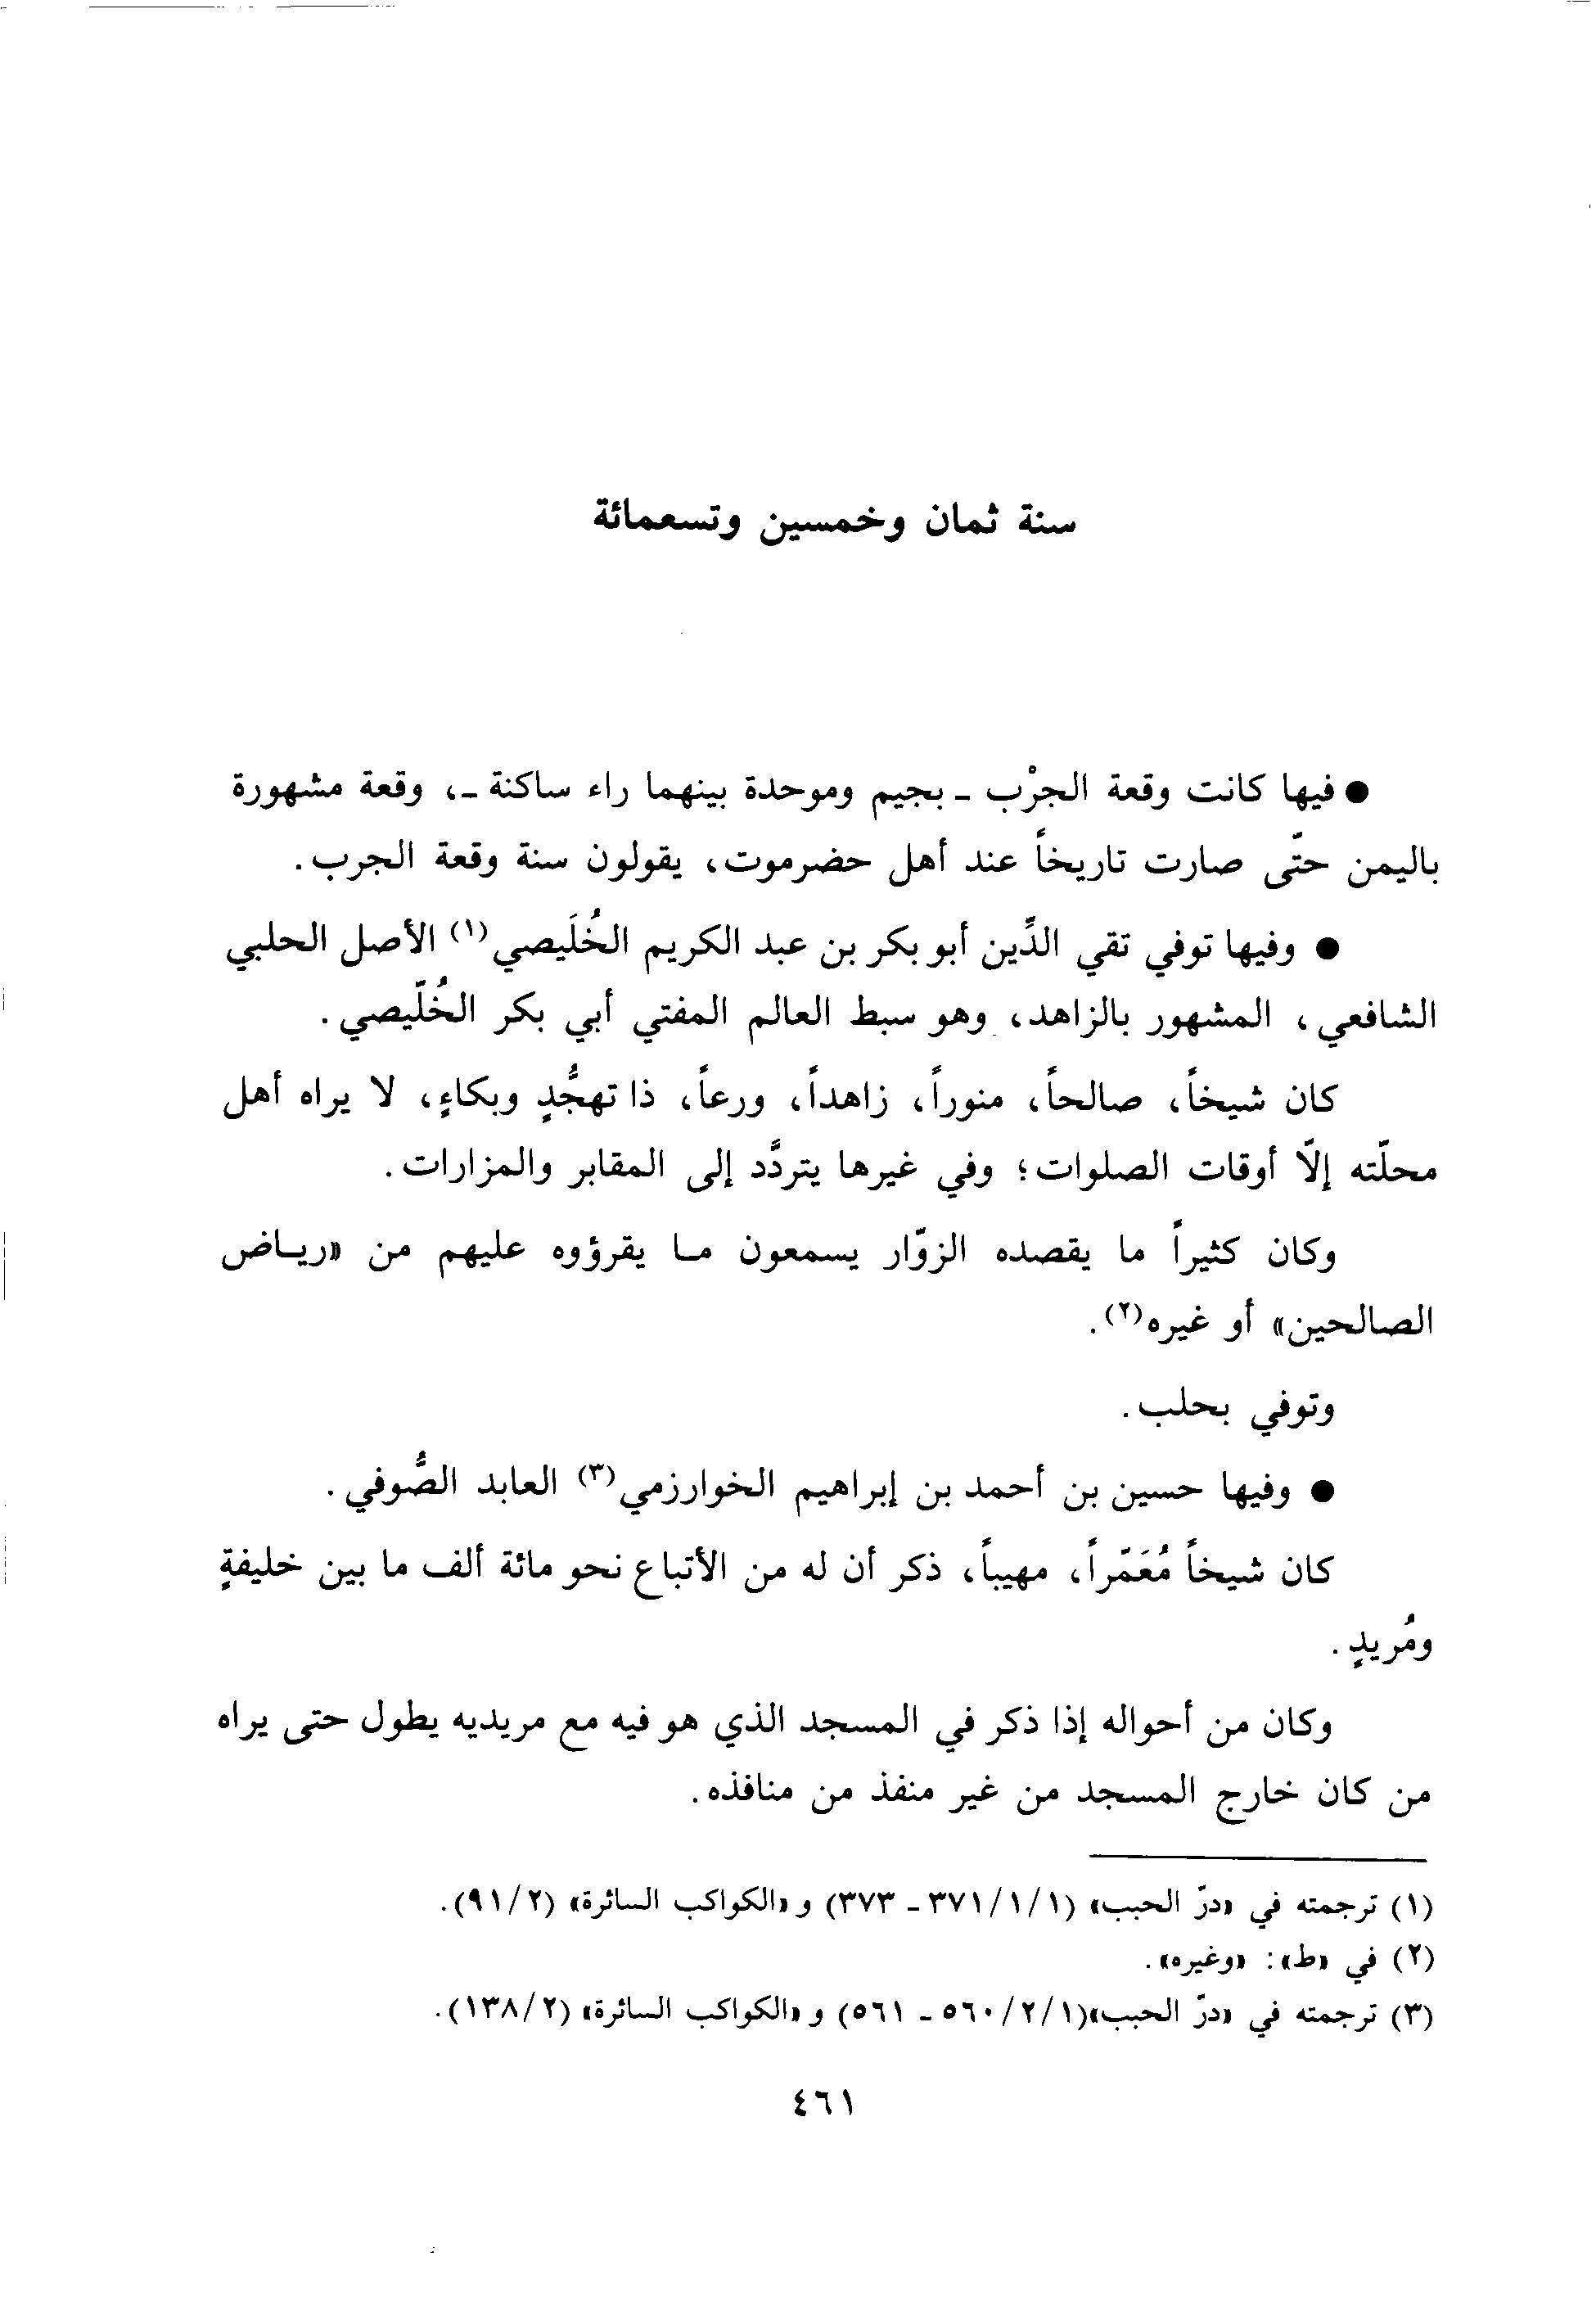 سنة ثمان وخمسين وتسعمائة
● فيها كانت وقعة الجرْب ـ بجيم وموحدة بينهما راء ساكنة ـ، وقعة مشهورة
باليمن حتّى صارت تاريخاً عند أهل حضرموت، يقولون سنة وقعة الجرب.
● وفيها توفي تقي الدِّين أبو بكر بن عبد الكريم الخُلَيصي(١) الأصل الحلبي
الشافعي، المشهور بالزاهد، وهو سبط العالم المفتي أبي بكر الخُلّيصي.
كان شيخاً، صالحاً، منوراً، زاهداً، ورعاً، ذا تهجُّدٍ وبكاءٍ، لا يراه أهل
محلّته إلّا أوقات الصلوات؛ وفي غيرها يتردَّد إلى المقابر والمزارات.
وكان كثيراً ما يقصده الزوّار يسمعون مـا يقرؤوه عليهم من «ريـاض
الصالحين» أو غيره(٢).
وتوفي بحلب.
● وفيها حسين بن أحمد بن إبراهيم الخوارزمي(٣) العابد الصُّوفي.
كان شيخاً مُعَمّراً، مهيباً، ذكر أن له من الأتباع نحو مائة ألف ما بين خليفةٍ
ومُريدٍ.
وكان من أحواله إذا ذكر في المسجد الذي هو فيه مع مريديه يطول حتى يراه
من كان خارج المسجد من غير منفذ من منافذه.
(١) ترجمته في «درّ الحبب» (١/١/٣٧١ ـ ٣٧٣) و«الكواكب السائرة» (٢/٩١).
(٢) في «ط»: «وغيره».
(٣) ترجمته في «درّ الحبب»(١/٢/٥٦٠ ـ ٥٦١) و«الكواكب السائرة» (٢/١٣٨).
٤٦١